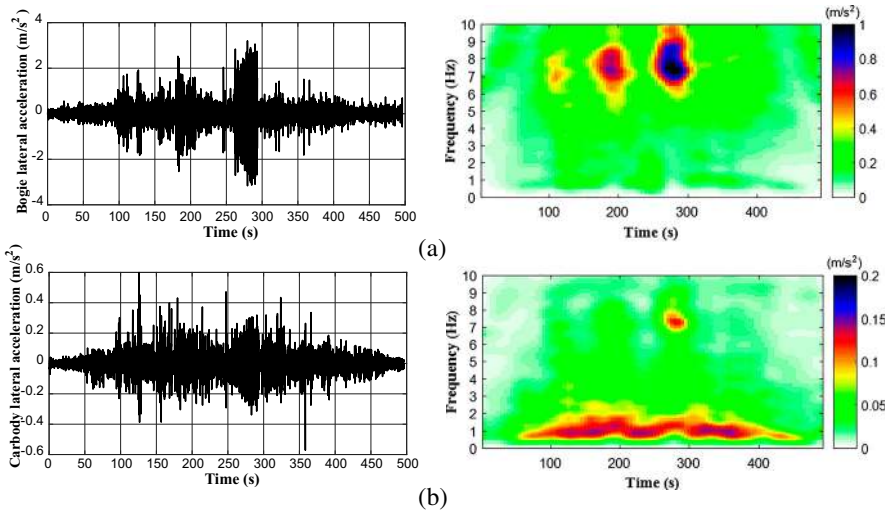 Bogie lateral acceleration (m/s²)
4
2
0
-2
-4
0 50 100 150 200 250 300 350 400 450 500
Time (s)
(m/s²)
Frequency (Hz)
10
9
8
7
6
5
4
3
2
1
0
100 200 300 400
Time (s)
1
0.8
0.6
0.4
0.2
0
(a)
Carbody lateral acceleration (m/s²)
0.6
0.4
0.2
0
-0.2
-0.4
-0.6
0 50 100 150 200 250 300 350 400 450 500
Time (s)
(m/s²)
Frequency (Hz)
10
9
8
7
6
5
4
3
2
1
0
100 200 300 400
Time (s)
0.2
0.15
0.1
0.05
0
(b)